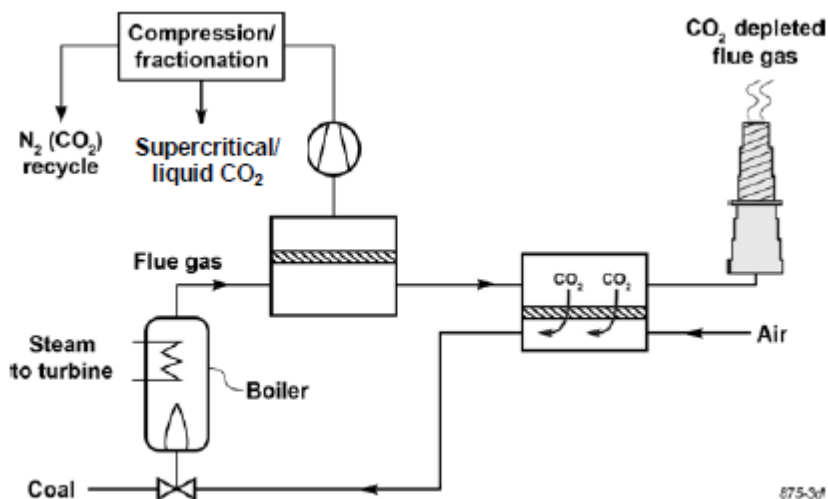 Compression/
fractionation
CO₂ depleted
flue gas
N₂ (CO₂)
recycle
Supercritical/
liquid CO₂
Flue gas
CO₂ CO₂
Air
Steam
to turbine
Boiler
Coal
875-3d